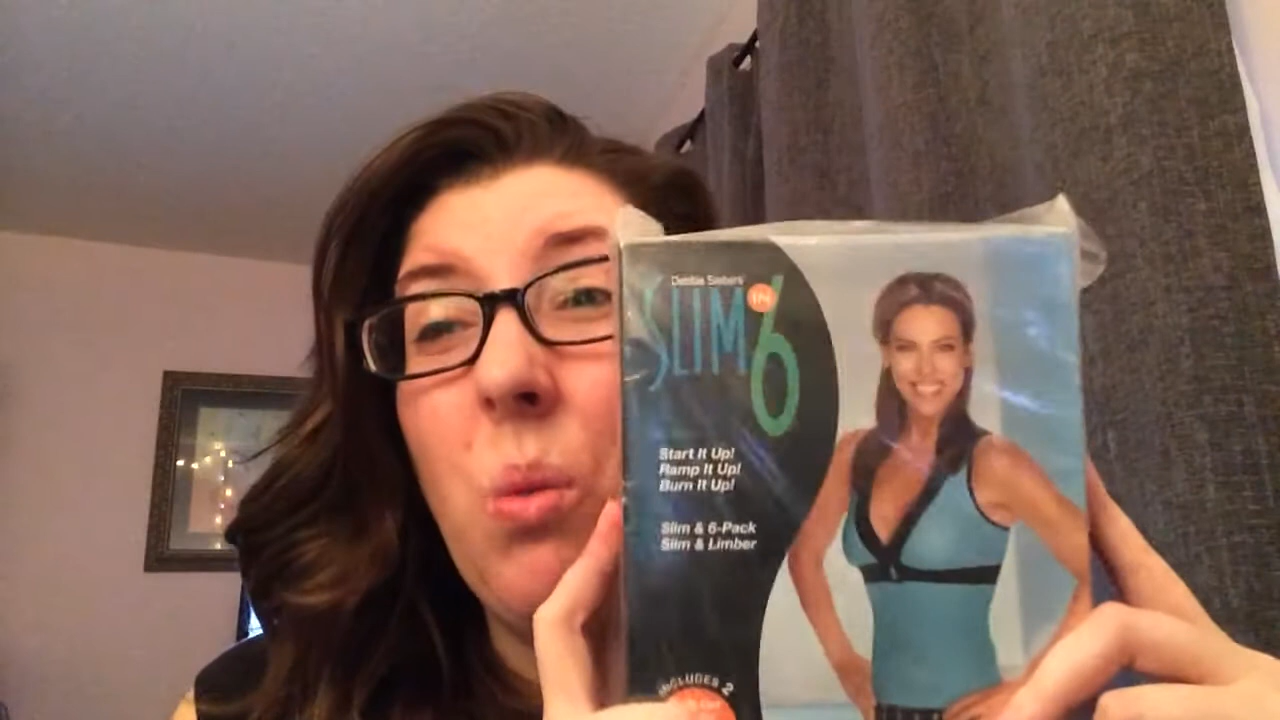 Debbie Siebers'
SLIM IN 6
Start It Up!
Ramp It Up!
Burn It Up!
Slim & 6-Pack
Slim & Limber
INCLUDES 2